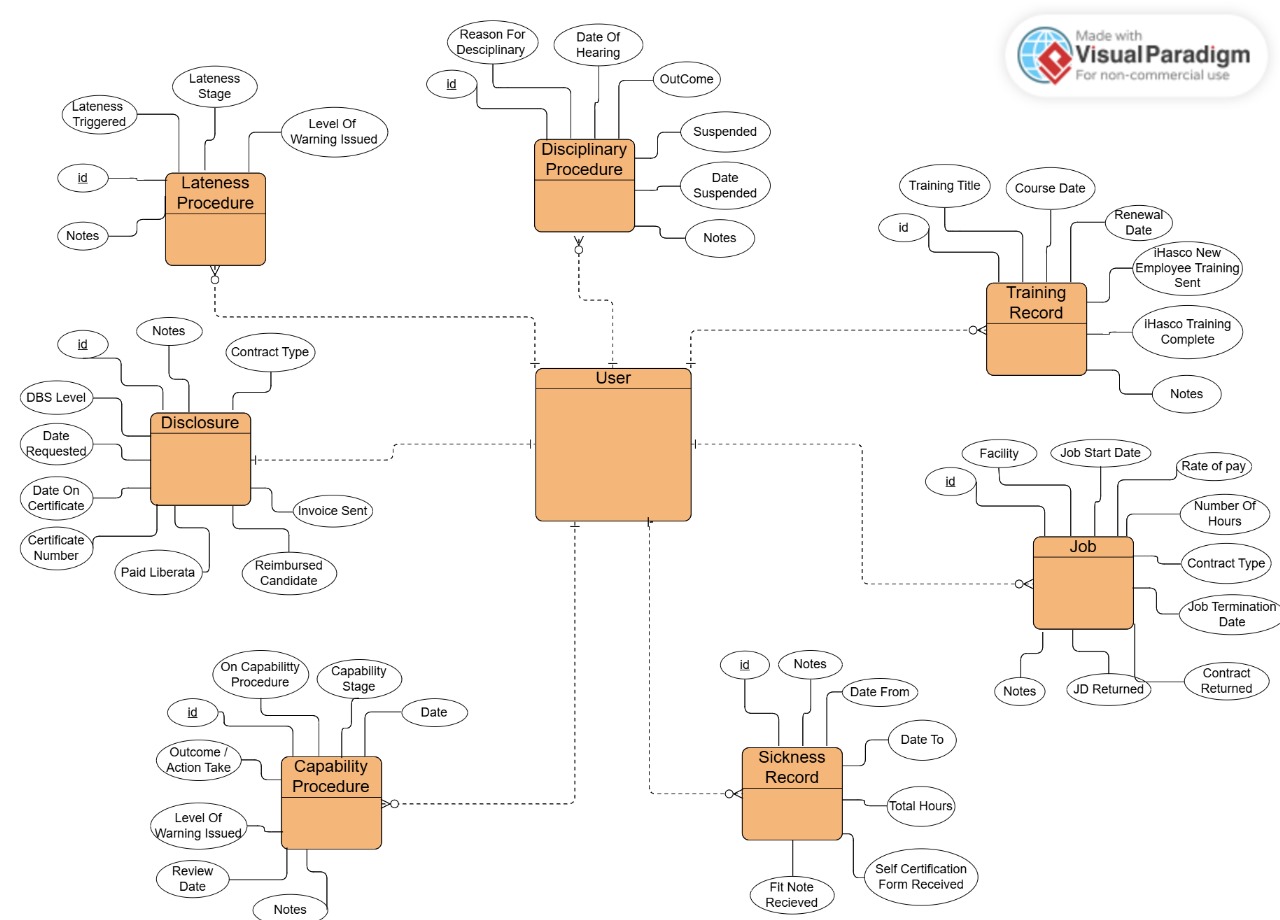 Made with
Visual Paradigm
For non-commercial use
Reason For
Desciplinary
Date Of
Hearing
id
OutCome
Suspended
Date
Suspended
Notes
Disciplinary
Procedure
Lateness
Stage
Lateness
Triggered
Level Of
Warning Issued
id
Notes
Lateness
Procedure
Training Title
Course Date
id
Renewal
Date
iHasco New
Employee Training
Sent
iHasco Training
Complete
Notes
Training
Record
Notes
id
Contract Type
DBS Level
Date
Requested
Date On
Certificate
Certificate
Number
Paid Liberata
Reimbursed
Candidate
Invoice Sent
Disclosure
User
Facility
Job Start Date
Rate of pay
id
Number Of
Hours
Contract Type
Job Termination
Date
Contract
Returned
JD Returned
Notes
Job
On Capabilitty
Procedure
Capability
Stage
id
Date
Outcome /
Action Take
Level Of
Warning Issued
Review
Date
Notes
Capability
Procedure
id
Notes
Date From
Date To
Total Hours
Self Certification
Form Received
Fit Note
Recieved
Sickness
Record